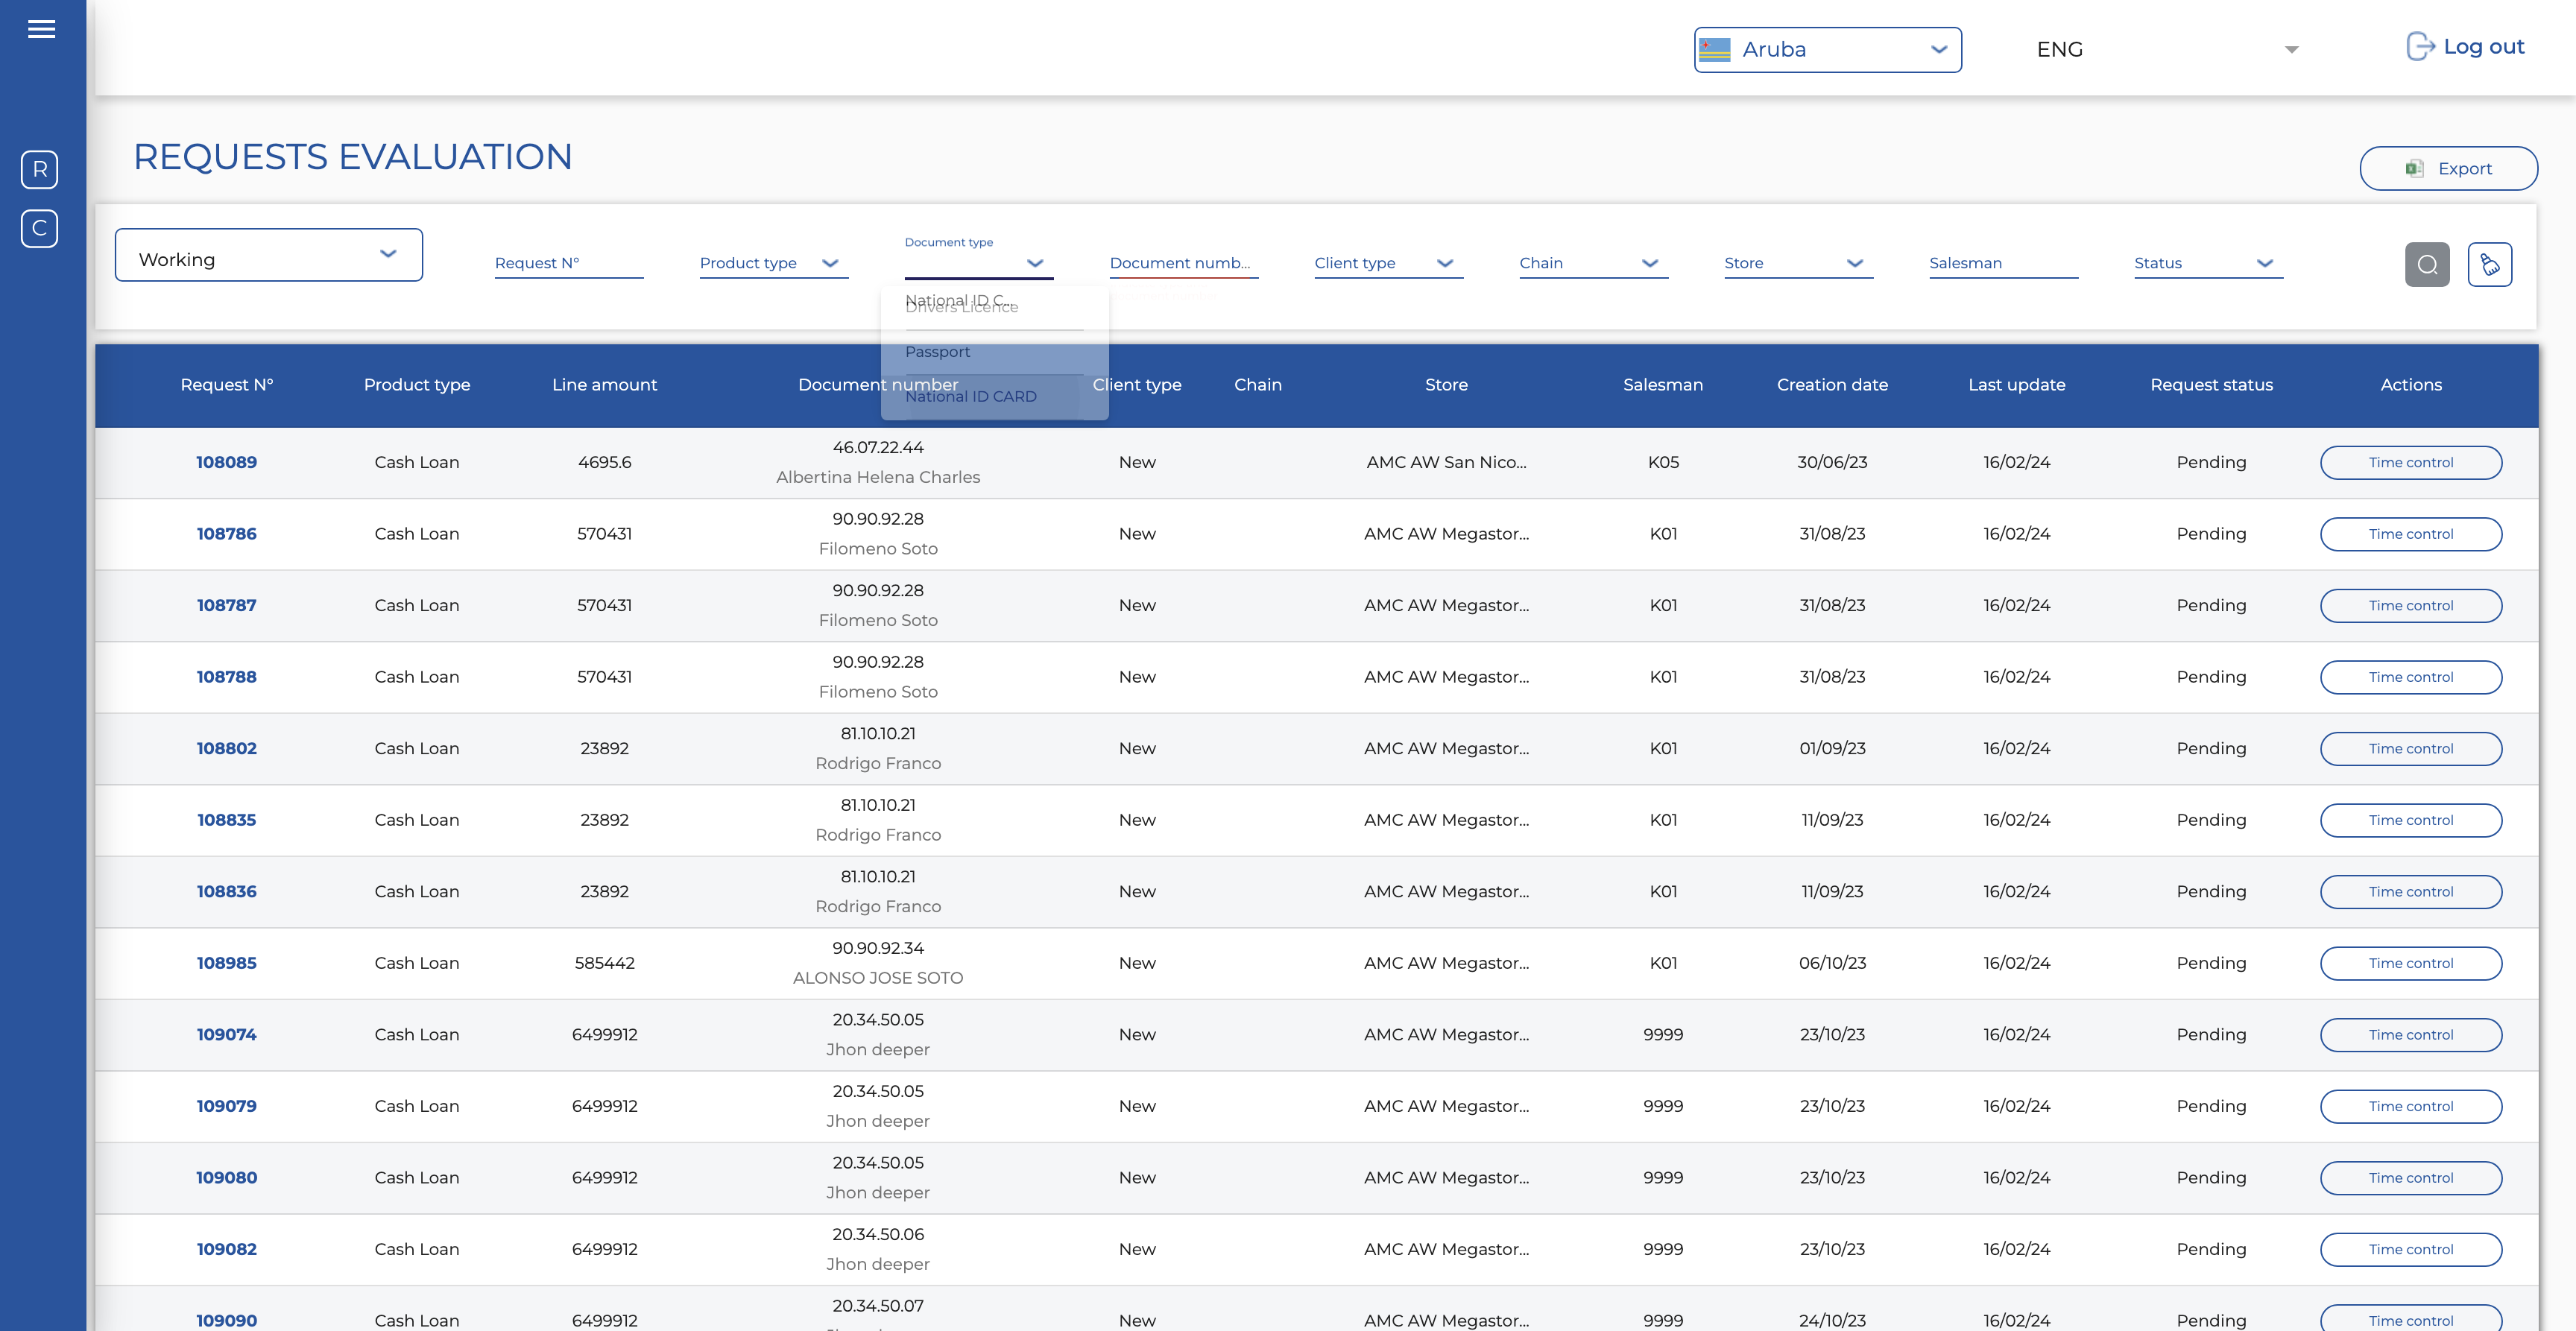 Aruba ENG Log out
R
C
REQUESTS EVALUATION
Export
Working
Request N° Product type Document type Document numb... Client type Chain Store Salesman Status
National ID C...
Drivers Licence
Passport
National ID CARD
Request N° Product type Line amount Document number Client type Chain Store Salesman Creation date Last update Request status Actions
108089 Cash Loan 4695.6 46.07.22.44 New AMC AW San Nico... K05 30/06/23 16/02/24 Pending Time control
Albertina Helena Charles
108786 Cash Loan 570431 90.90.92.28 New AMC AW Megastor... K01 31/08/23 16/02/24 Pending Time control
Filomeno Soto
108787 Cash Loan 570431 90.90.92.28 New AMC AW Megastor... K01 31/08/23 16/02/24 Pending Time control
Filomeno Soto
108788 Cash Loan 570431 90.90.92.28 New AMC AW Megastor... K01 31/08/23 16/02/24 Pending Time control
Filomeno Soto
108802 Cash Loan 23892 81.10.10.21 New AMC AW Megastor... K01 01/09/23 16/02/24 Pending Time control
Rodrigo Franco
108835 Cash Loan 23892 81.10.10.21 New AMC AW Megastor... K01 11/09/23 16/02/24 Pending Time control
Rodrigo Franco
108836 Cash Loan 23892 81.10.10.21 New AMC AW Megastor... K01 11/09/23 16/02/24 Pending Time control
Rodrigo Franco
108985 Cash Loan 585442 90.90.92.34 New AMC AW Megastor... K01 06/10/23 16/02/24 Pending Time control
ALONSO JOSE SOTO
109074 Cash Loan 6499912 20.34.50.05 New AMC AW Megastor... 9999 23/10/23 16/02/24 Pending Time control
Jhon deeper
109079 Cash Loan 6499912 20.34.50.05 New AMC AW Megastor... 9999 23/10/23 16/02/24 Pending Time control
Jhon deeper
109080 Cash Loan 6499912 20.34.50.05 New AMC AW Megastor... 9999 23/10/23 16/02/24 Pending Time control
Jhon deeper
109082 Cash Loan 6499912 20.34.50.06 New AMC AW Megastor... 9999 23/10/23 16/02/24 Pending Time control
Jhon deeper
109090 Cash Loan 6499912 20.34.50.07 New AMC AW Megastor... 9999 24/10/23 16/02/24 Pending Time control